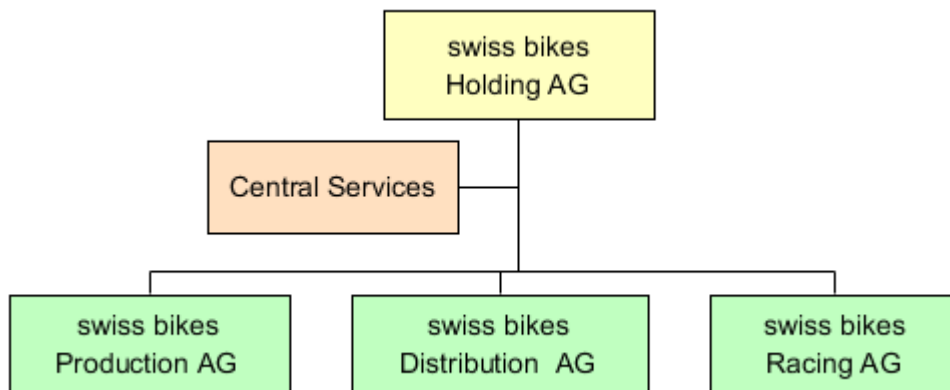 swiss bikes
Holding AG
Central Services
swiss bikes
Production AG
swiss bikes
Distribution AG
swiss bikes
Racing AG